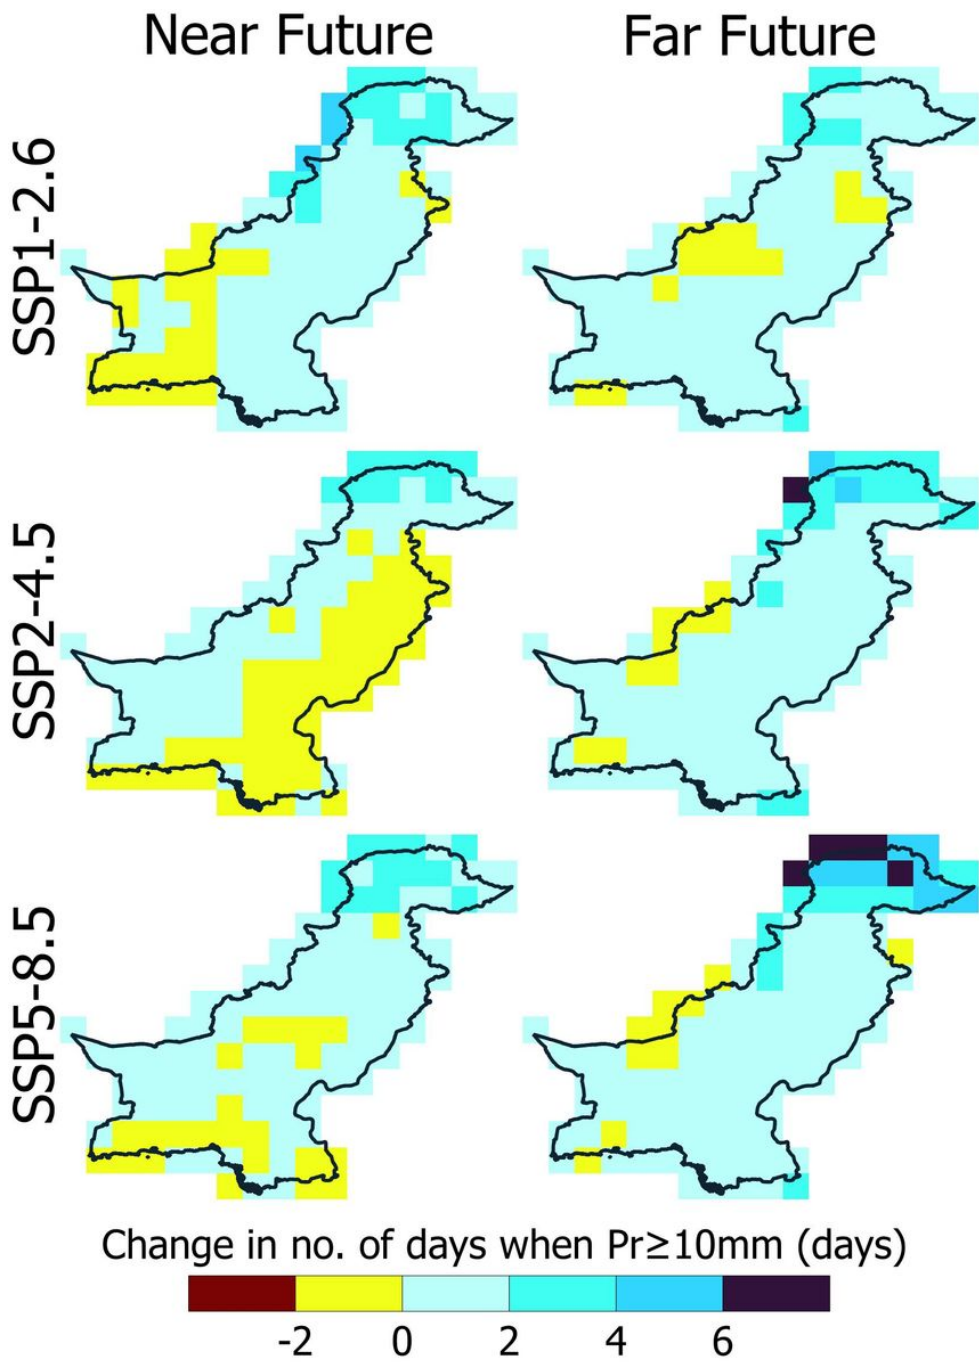 Near Future
Far Future
SSP1-2.6
SSP2-4.5
SSP5-8.5
Change in no. of days when Pr≥10mm (days)
-2 0 2 4 6